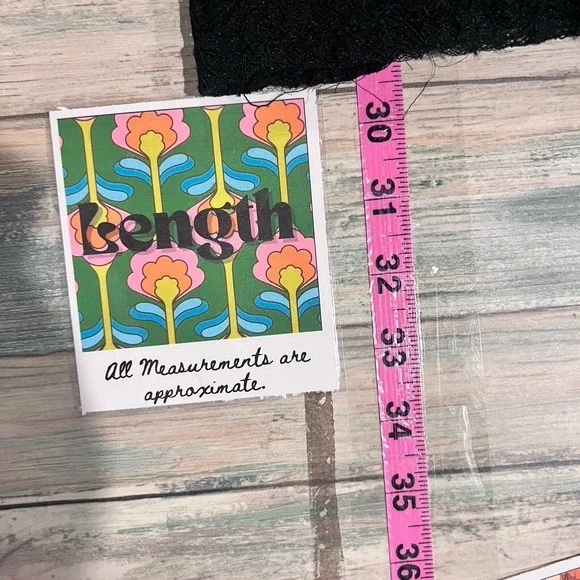 Length
All Measurements are
approximate.
30
31
32
33
34
35
36